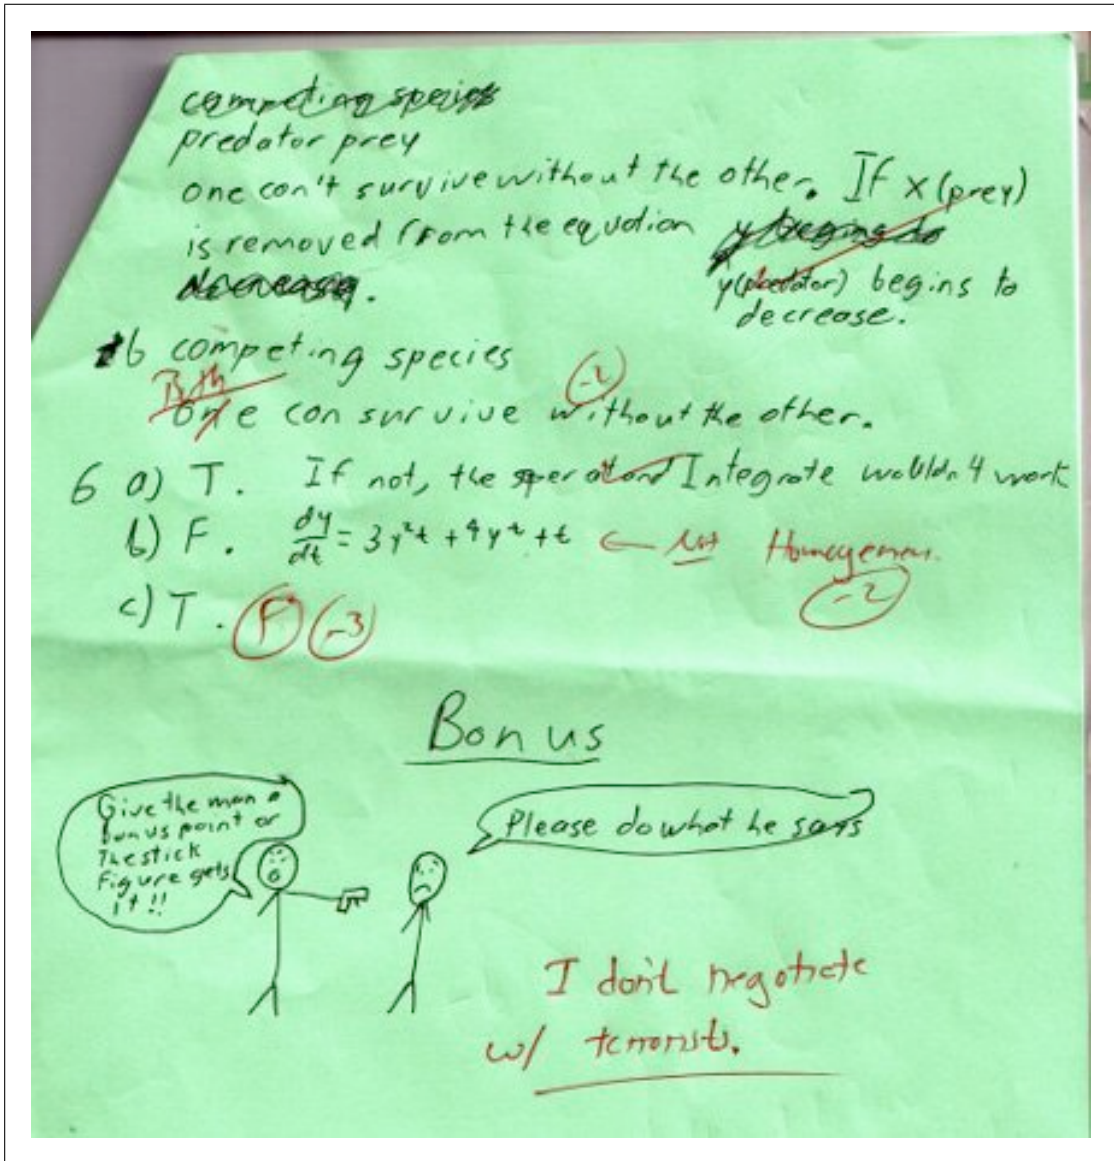 competing species
predator prey
one can't survive without the other. If x (prey)
is removed from the equation y begins to
decrease.
y (predator) begins to
decrease.
b competing species
Both
one can survive without the other.
-2
6 a) T. If not, the operator Integrate wouldn't work
b) F. dy/dt = 3y²t + 4y² + t ← Not Homogeneous.
-2
c) T. F -3
Bonus
Give the man a
bonus point or
The stick
Figure gets
it!!
Please do what he says
I don't negotiate
w/ terrorists.